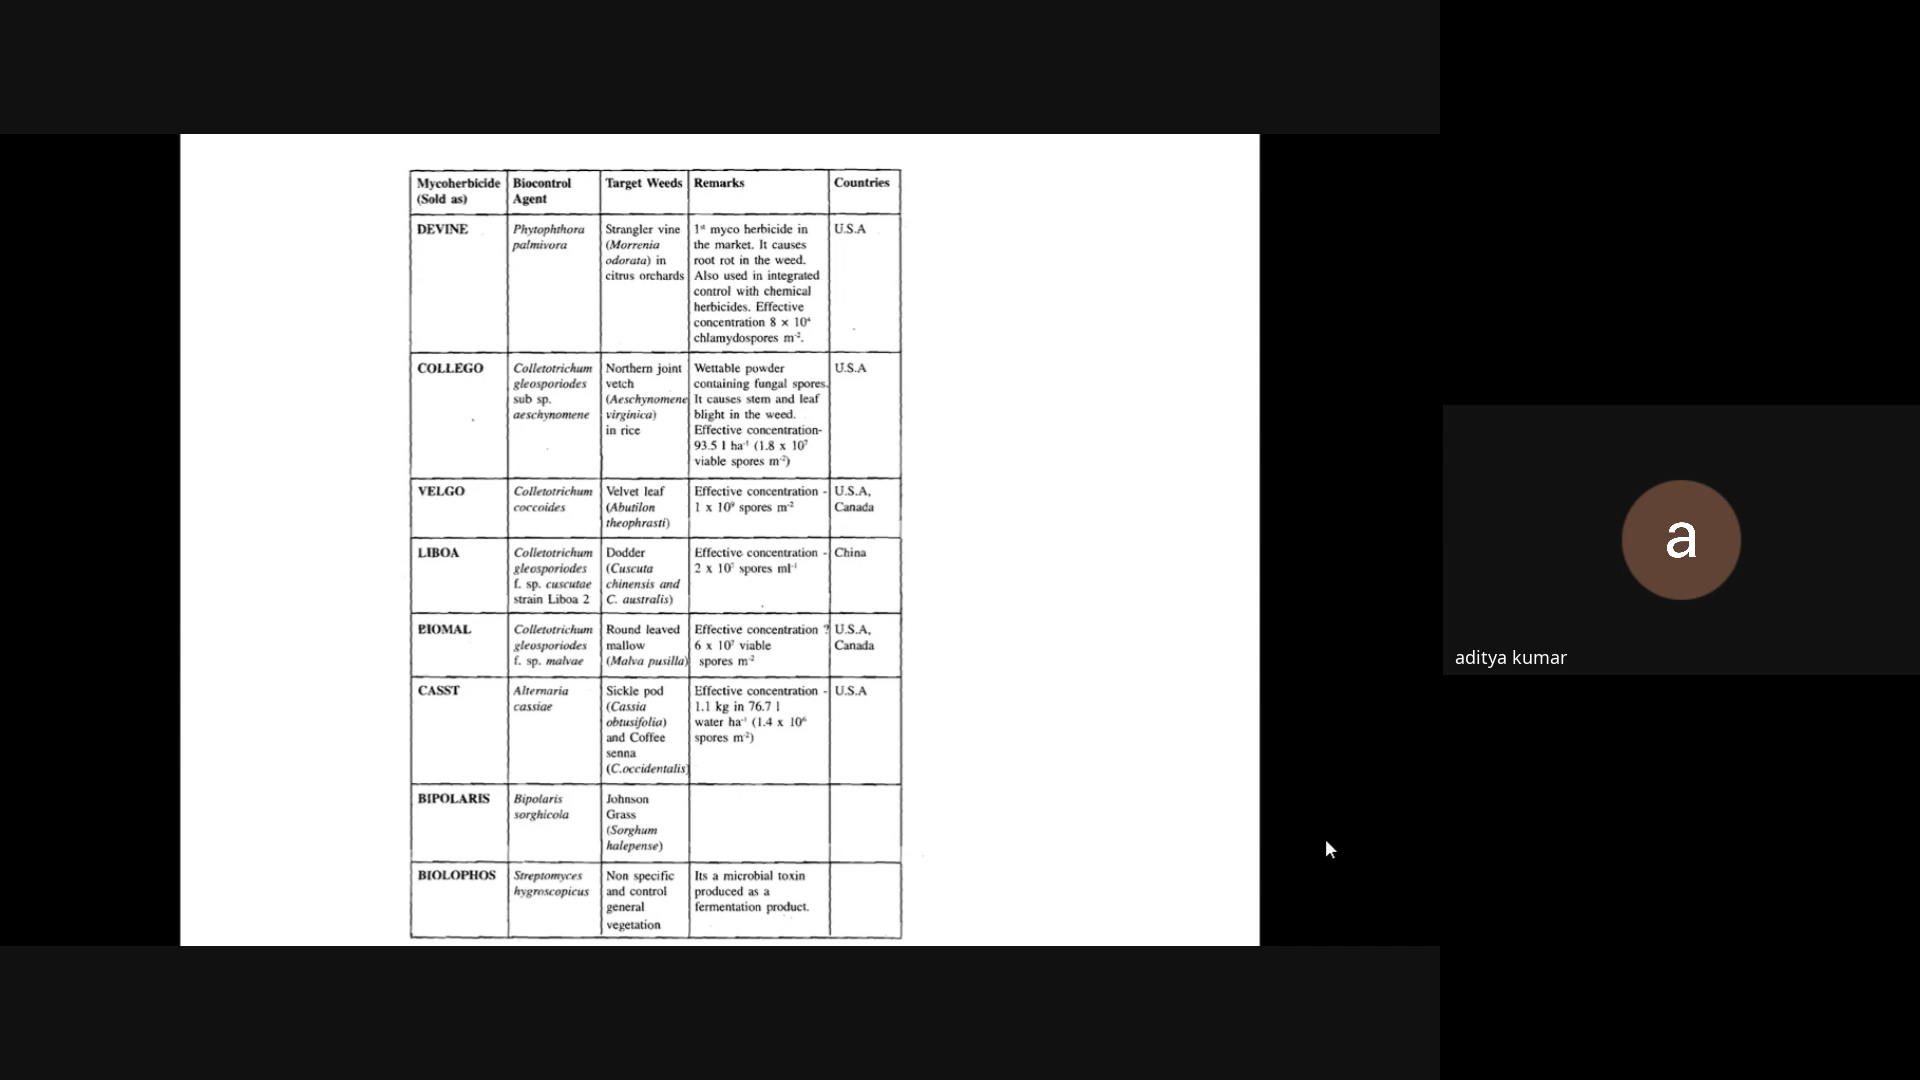 Mycoherbicide (Sold as) | Biocontrol Agent | Target Weeds | Remarks | Countries
DEVINE
Phytophthora
palmivora
Strangler vine
(Morrenia
odorata) in
citrus orchards
1st myco herbicide in
the market. It causes
root rot in the weed.
Also used in integrated
control with chemical
herbicides. Effective
concentration 8 × 10⁴
chlamydospores m⁻².
U.S.A
COLLEGO
Colletotrichum
gleosporiodes
sub sp.
aeschynomene
Northern joint
vetch
(Aeschynomene
virginica)
in rice
Wettable powder
containing fungal spores.
It causes stem and leaf
blight in the weed.
Effective concentration-
93.5 l ha⁻¹ (1.8 x 10⁷
viable spores m⁻²)
U.S.A
VELGO
Colletotrichum
coccoides
Velvet leaf
(Abutilon
theophrasti)
Effective concentration -
1 x 10⁹ spores m⁻²
U.S.A,
Canada
LIBOA
Colletotrichum
gleosporiodes
f. sp. cuscutae
strain Liboa 2
Dodder
(Cuscuta
chinensis and
C. australis)
Effective concentration -
2 x 10⁷ spores ml⁻¹
China
BIOMAL
Colletotrichum
gleosporiodes
f. sp. malvae
Round leaved
mallow
(Malva pusilla)
Effective concentration ?
6 x 10⁷ viable
spores m⁻²
U.S.A,
Canada
CASST
Alternaria
cassiae
Sickle pod
(Cassia
obtusifolia)
and Coffee
senna
(C.occidentalis)
Effective concentration -
1.1 kg in 76.7 l
water ha⁻¹ (1.4 x 10⁶
spores m⁻²)
U.S.A
BIPOLARIS
Bipolaris
sorghicola
Johnson
Grass
(Sorghum
halepense)
BIOLOPHOS
Streptomyces
hygroscopicus
Non specific
and control
general
vegetation
Its a microbial toxin
produced as a
fermentation product.
a
aditya kumar